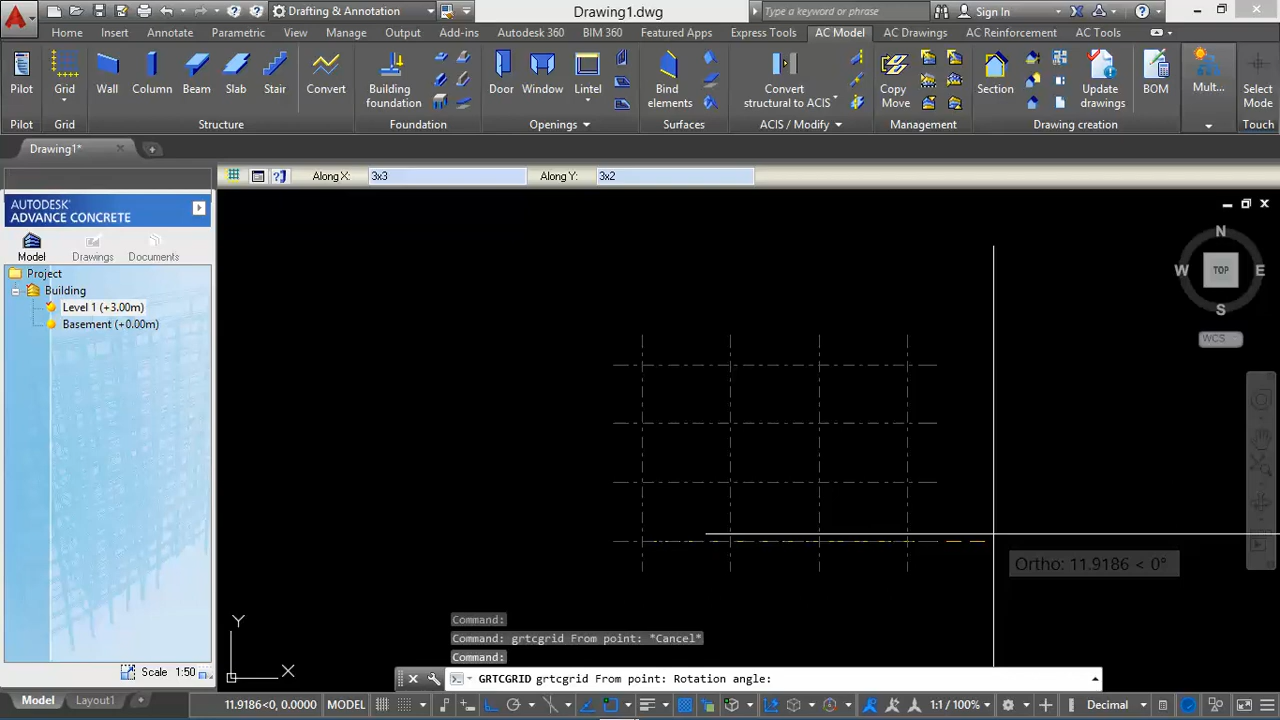 Drafting & Annotation
Drawing1.dwg
Type a keyword or phrase
Sign In
Home Insert Annotate Parametric View Manage Output Add-ins Autodesk 360 BIM 360 Featured Apps Express Tools AC Model AC Drawings AC Reinforcement AC Tools
Pilot Grid Wall Column Beam Slab Stair Convert Building foundation Door Window Lintel Bind elements Convert structural to ACIS Copy Move Section Update drawings BOM Mult... Select Mode
Pilot Grid Structure Foundation Openings Surfaces ACIS / Modify Management Drawing creation Touch
Drawing1*
Along X: 3x3 Along Y: 3x2
AUTODESK®
ADVANCE CONCRETE
Model Drawings Documents
Project
Building
Level 1 (+3.00m)
Basement (+0.00m)
N
W TOP E
S
WCS
Ortho: 11.9186 < 0°
Y
X
Command:
Command: grtcgrid From point: *Cancel*
Command:
Scale 1:50
GRTCGRID grtcgrid From point: Rotation angle:
Model Layout1
11.9186<0, 0.0000 MODEL 1:1 / 100% Decimal